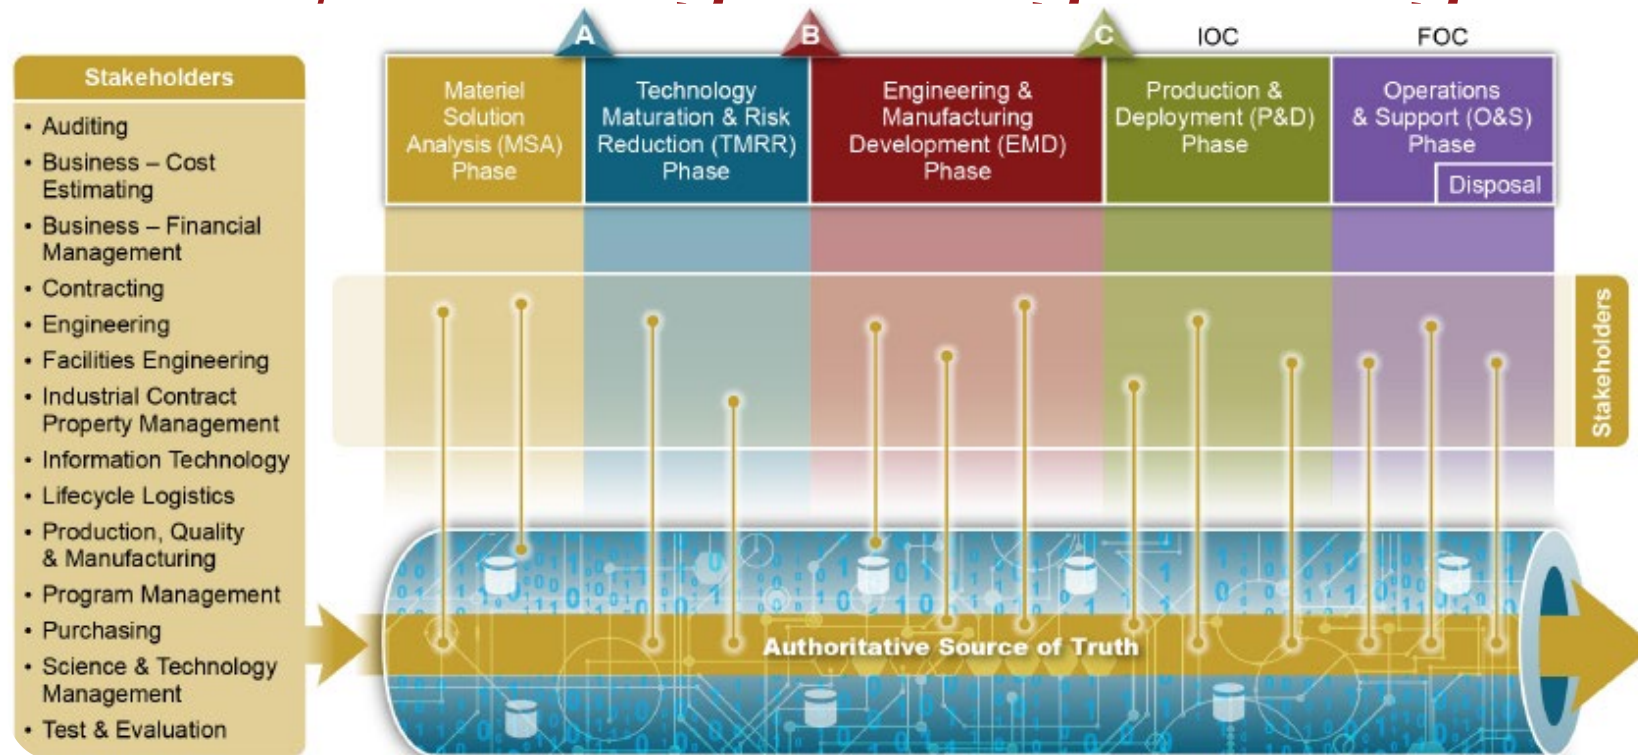 Stakeholders
• Auditing
• Business – Cost
Estimating
• Business – Financial
Management
• Contracting
• Engineering
• Facilities Engineering
• Industrial Contract
Property Management
• Information Technology
• Lifecycle Logistics
• Production, Quality
& Manufacturing
• Program Management
• Purchasing
• Science & Technology
Management
• Test & Evaluation
A
B
C
IOC
FOC
Materiel
Solution
Analysis (MSA)
Phase
Technology
Maturation & Risk
Reduction (TMRR)
Phase
Engineering &
Manufacturing
Development (EMD)
Phase
Production &
Deployment (P&D)
Phase
Operations
& Support (O&S)
Phase
Disposal
Stakeholders
Authoritative Source of Truth